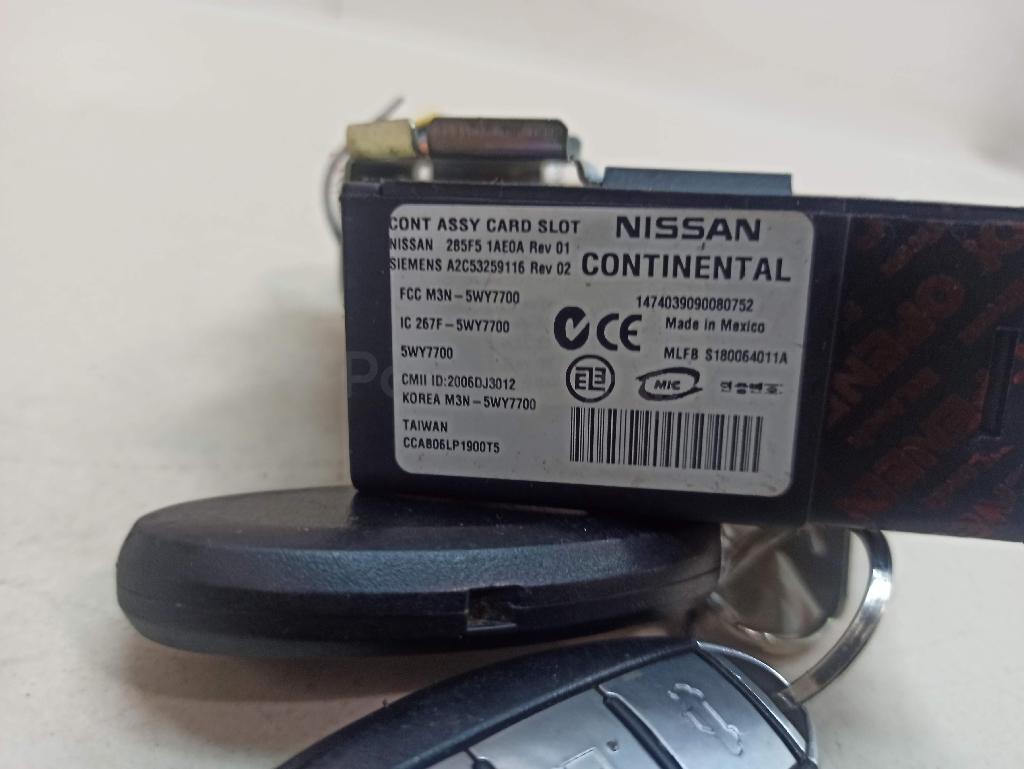 CONT ASSY CARD SLOT NISSAN
NISSAN 285F5 1AE0A Rev 01
SIEMENS A2C53259116 Rev 02 CONTINENTAL
FCC M3N-5WY7700 1474039090080752
IC 267F-5WY7700 CE Made in Mexico
5WY7700 MLFB S180064011A
CMII ID:2006DJ3012 MIC
KOREA M3N-5WY7700
TAIWAN
CCAB06LP1900T5